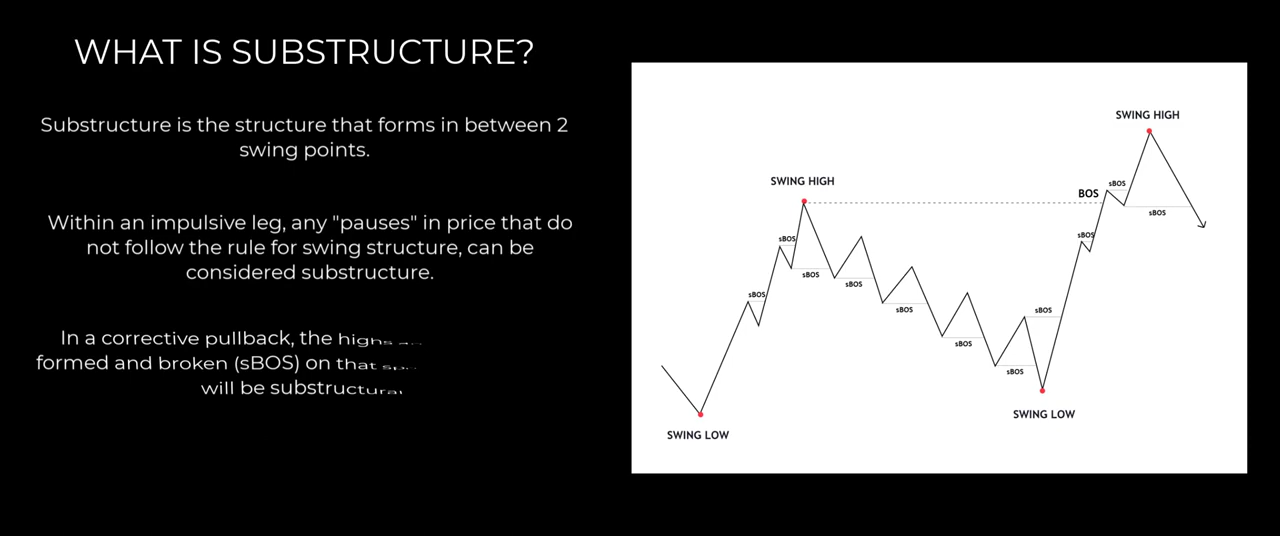 WHAT IS SUBSTRUCTURE?
Substructure is the structure that forms in between 2
swing points.
Within an impulsive leg, any "pauses" in price that do
not follow the rule for swing structure, can be
considered substructure.
In a corrective pullback, the highs
formed and broken (sBOS) on that
will be substructural
SWING HIGH
sBOS
BOS
sBOS
SWING HIGH
sBOS
sBOS
sBOS
sBOS
sBOS
sBOS
sBOS
sBOS
sBOS
SWING LOW
SWING LOW